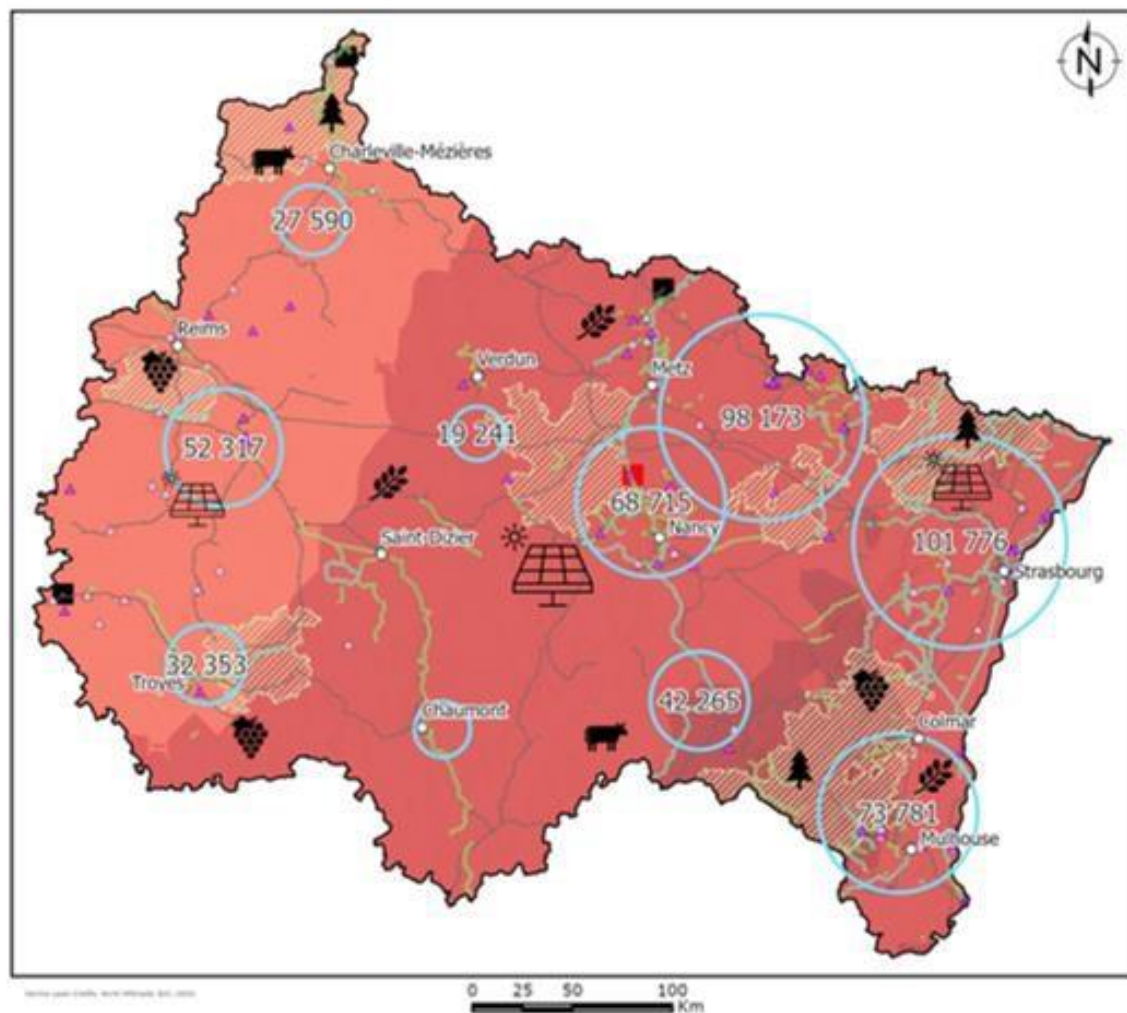 N
Charleville-Mézières
27 590
Reims
Verdun
Metz
52 317
19 241
98 173
68 715
Nancy
Saint Dizier
101 776
Strasbourg
32 353
Troyes
42 265
Chaumont
Colmar
73 781
Mulhouse
0 25 50 100
Km